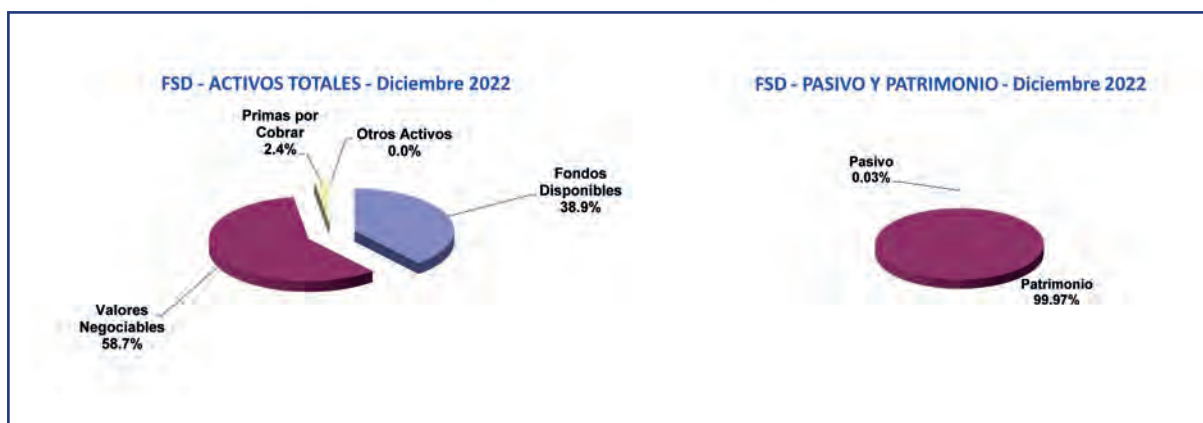 FSD - ACTIVOS TOTALES - Diciembre 2022
Primas por
Cobrar
2.4%
Otros Activos
0.0%
Fondos
Disponibles
38.9%
Valores
Negociables
58.7%
FSD - PASIVO Y PATRIMONIO - Diciembre 2022
Pasivo
0.03%
Patrimonio
99.97%